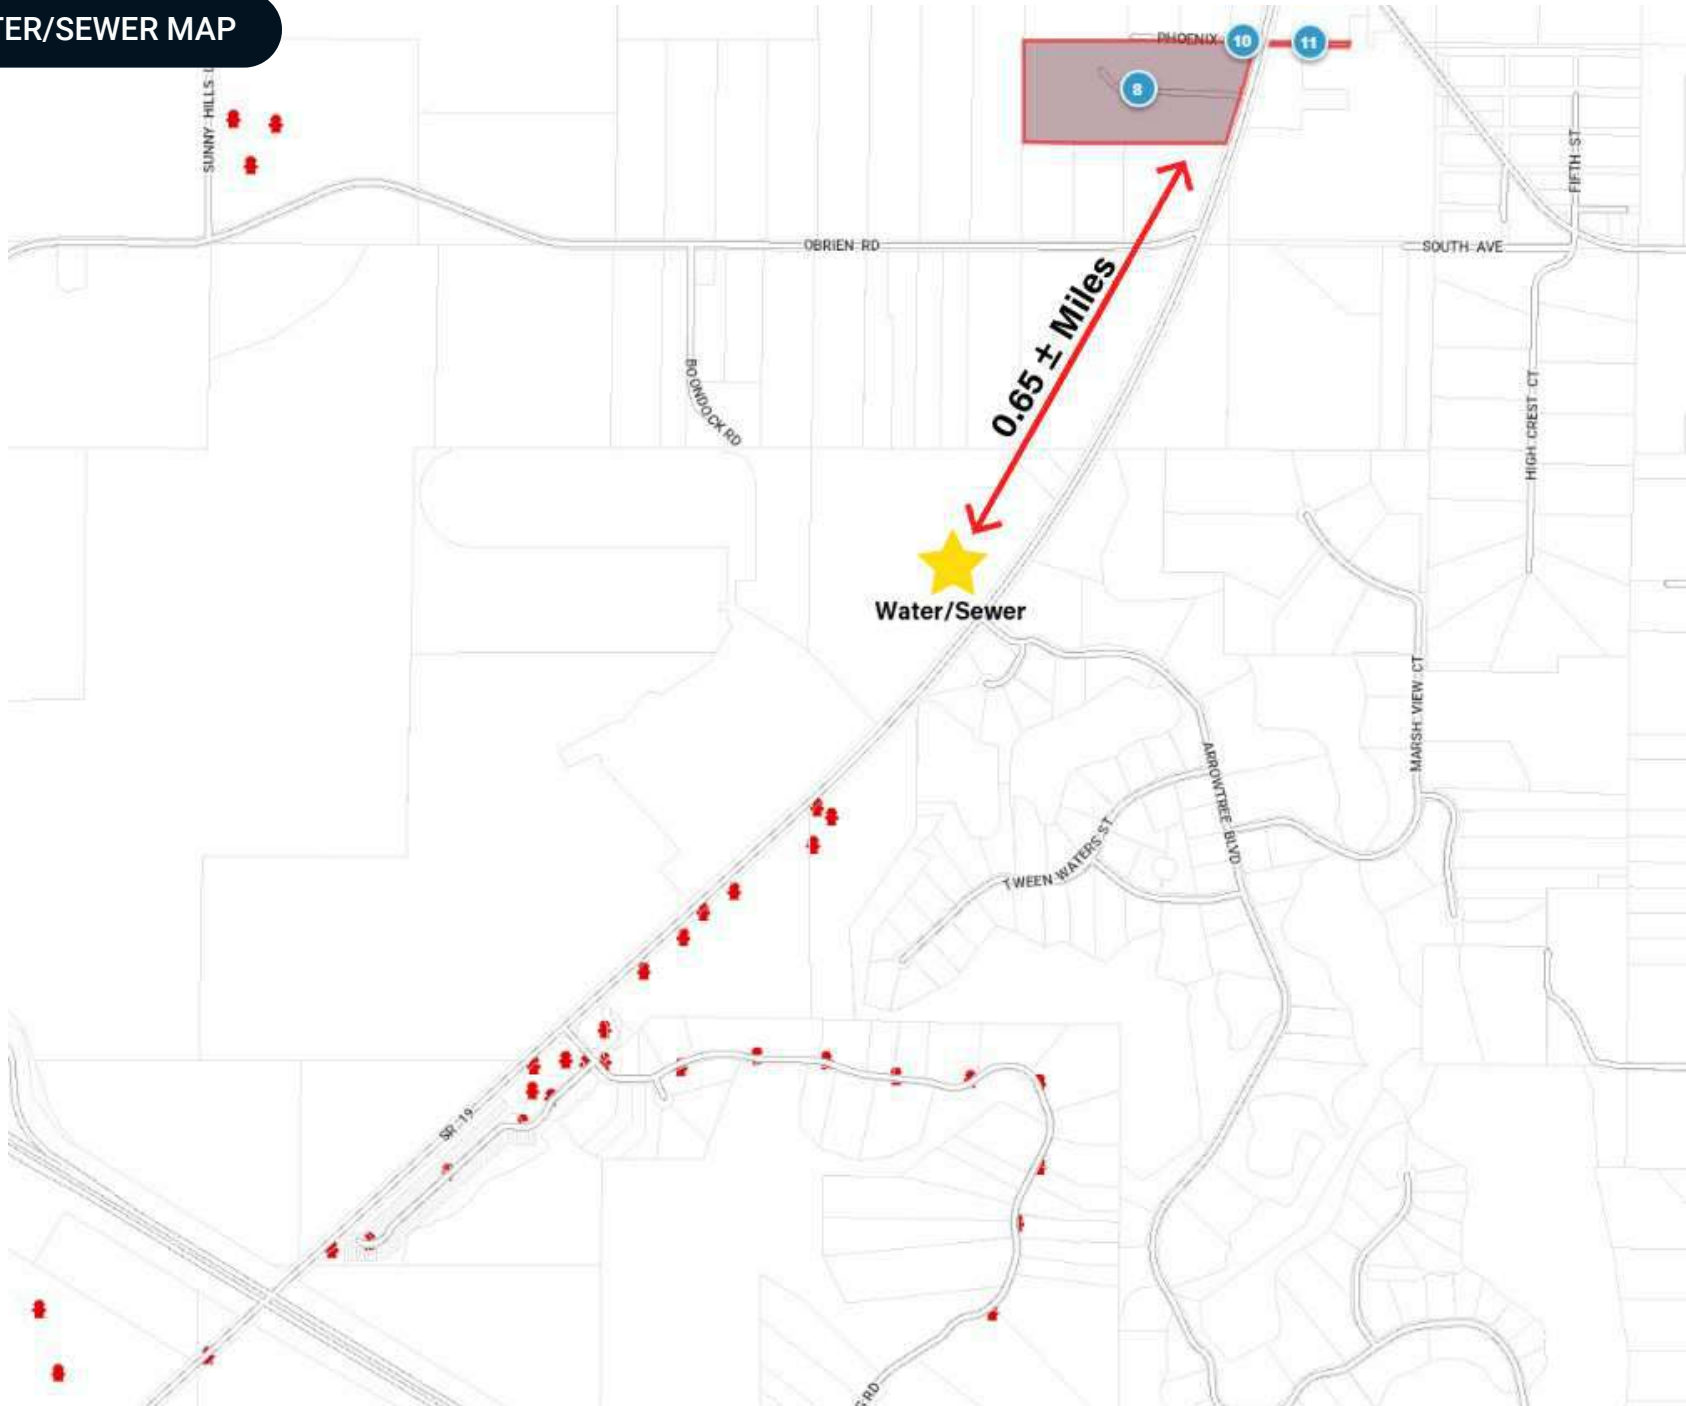 ER/SEWER MAP
PHOENIX
10
11
8
SUNNY HILLS
FIFTH ST
OBRIEN RD
SOUTH AVE
0.65 ± Miles
BOONDOCK RD
HIGH CREST CT
Water/Sewer
MARSH VIEW CT
ARROWTREE BLVD
TWEEN WATERS ST
SR 19
RD